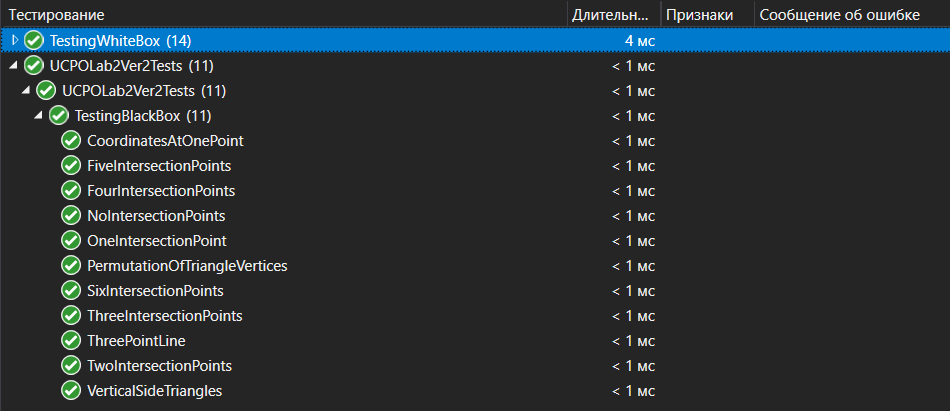 Тестирование Длительн... Признаки Сообщение об ошибке
TestingWhiteBox (14) 4 мс
UCPOLab2Ver2Tests (11) < 1 мс
UCPOLab2Ver2Tests (11) < 1 мс
TestingBlackBox (11) < 1 мс
CoordinatesAtOnePoint < 1 мс
FiveIntersectionPoints < 1 мс
FourIntersectionPoints < 1 мс
NoIntersectionPoints < 1 мс
OneIntersectionPoint < 1 мс
PermutationOfTriangleVertices < 1 мс
SixIntersectionPoints < 1 мс
ThreeIntersectionPoints < 1 мс
ThreePointLine < 1 мс
TwoIntersectionPoints < 1 мс
VerticalSideTriangles < 1 мс